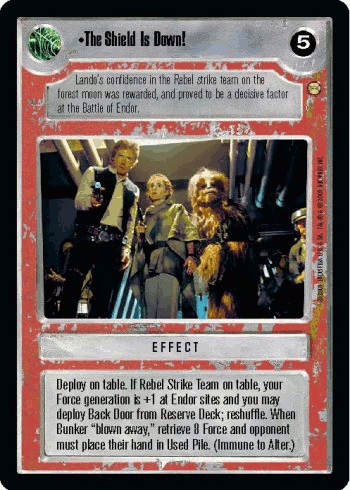 •The Shield Is Down!
5
Lando's confidence in the Rebel strike team on the
forest moon was rewarded, and proved to be a decisive factor
at the Battle of Endor.
EFFECT
Deploy on table. If Rebel Strike Team on table, your
Force generation is +1 at Endor sites and you may
deploy Back Door from Reserve Deck; reshuffle. When
Bunker "blown away," retrieve 8 Force and opponent
must place their hand in Used Pile. (Immune to Alter.)